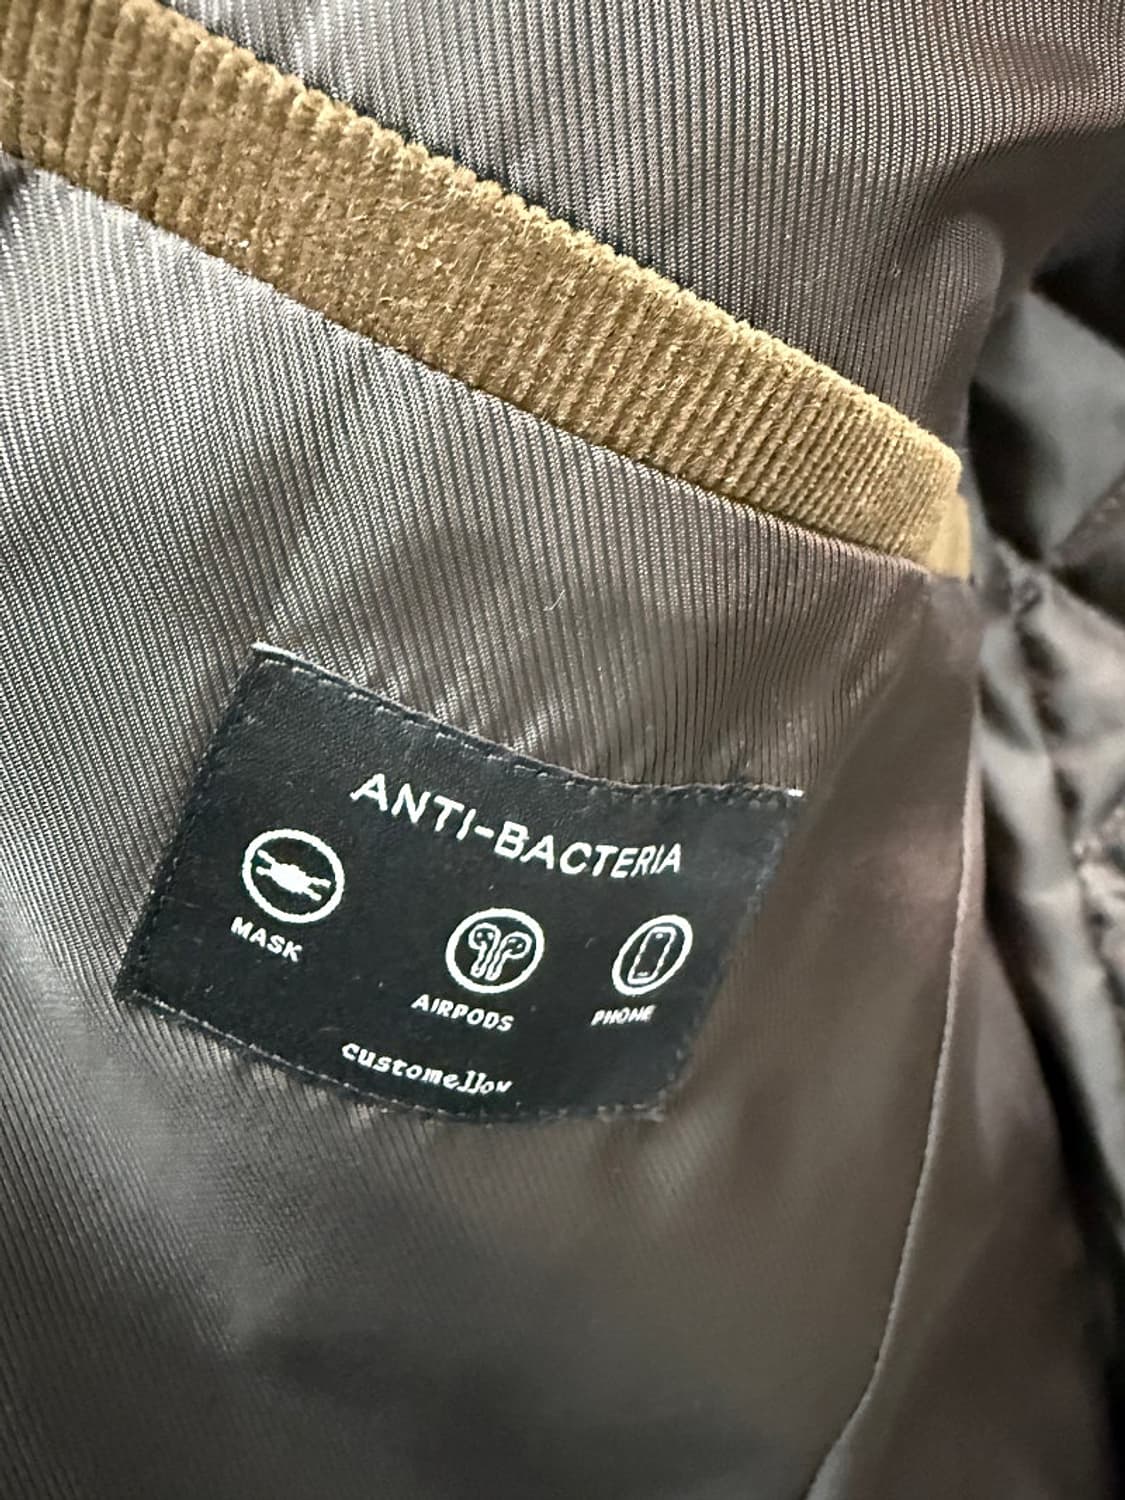 ANTI-BACTERIA
MASK
AIRPODS
PHONE
customellow